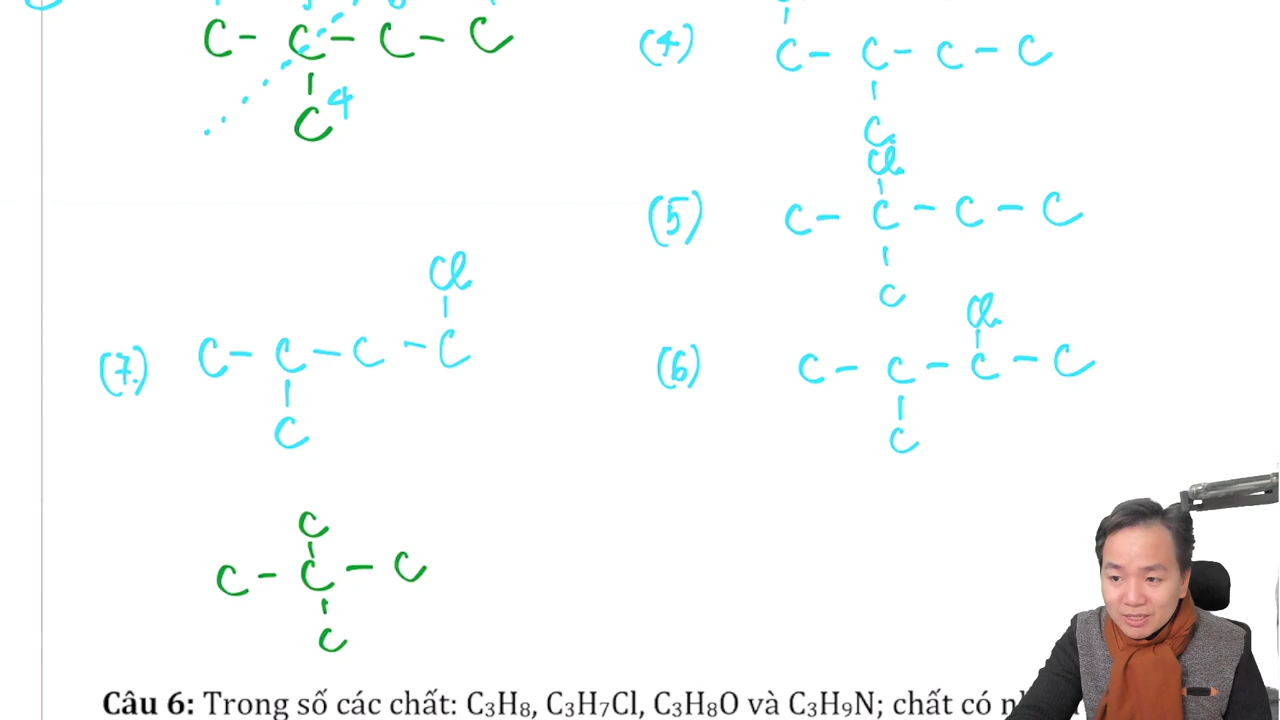 C - C - C - C
C 4
(4) C - C - C - C
C
Cl
(5) C - C - C - C
C
Cl
(7) C - C - C - C
C
Cl
(6) C - C - C - C
C
C
C - C - C
C
Câu 6: Trong số các chất: C₃H₈, C₃H₇Cl, C₃H₈O và C₃H₉N; chất có